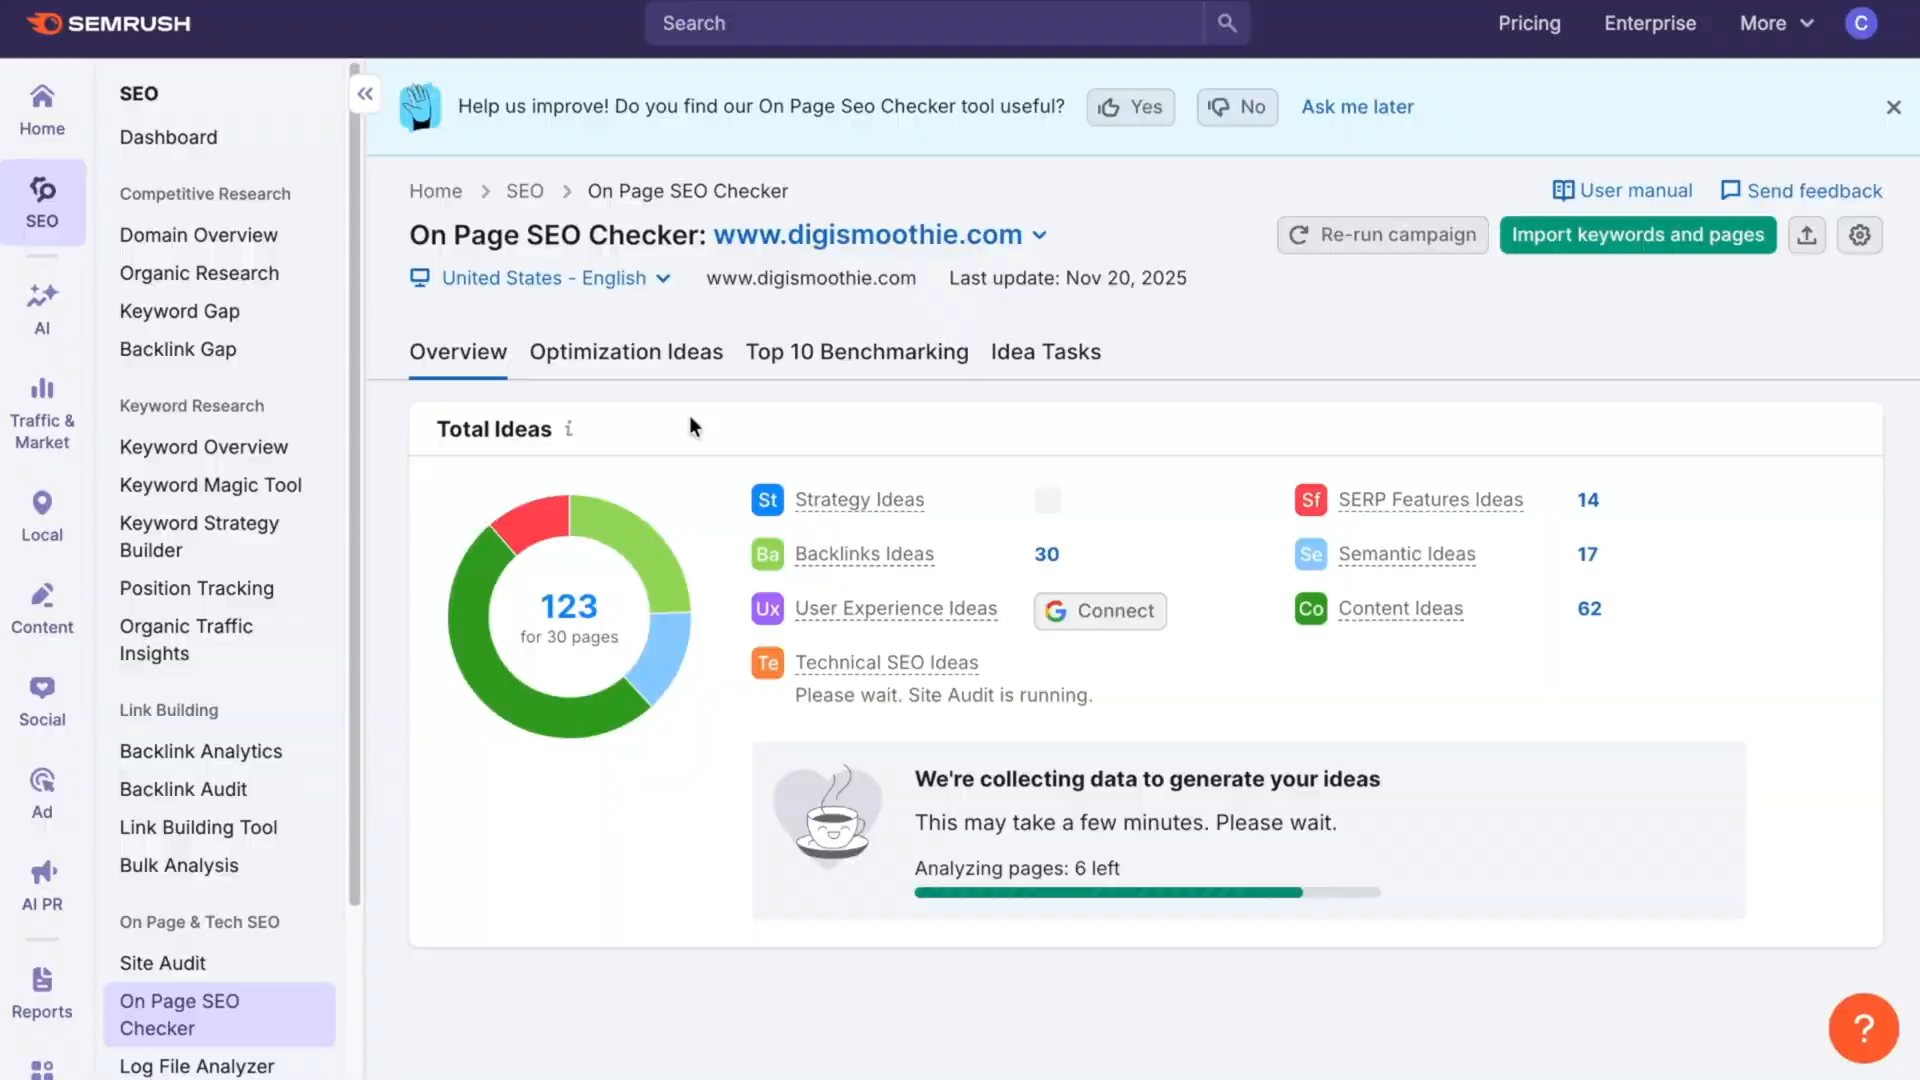 SEMRUSH
Search
Pricing
Enterprise
More
C
Home
SEO
AI
Traffic &
Market
Local
Content
Social
Ad
AI PR
Reports
SEO
Dashboard
Competitive Research
Domain Overview
Organic Research
Keyword Gap
Backlink Gap
Keyword Research
Keyword Overview
Keyword Magic Tool
Keyword Strategy
Builder
Position Tracking
Organic Traffic
Insights
Link Building
Backlink Analytics
Backlink Audit
Link Building Tool
Bulk Analysis
On Page & Tech SEO
Site Audit
On Page SEO
Checker
Log File Analyzer
Help us improve! Do you find our On Page Seo Checker tool useful?
Yes
No
Ask me later
Home > SEO > On Page SEO Checker
User manual
Send feedback
On Page SEO Checker: www.digismoothie.com
Re-run campaign
Import keywords and pages
United States - English
www.digismoothie.com
Last update: Nov 20, 2025
Overview
Optimization Ideas
Top 10 Benchmarking
Idea Tasks
Total Ideas i
123
for 30 pages
St Strategy Ideas
Ba Backlinks Ideas 30
Ux User Experience Ideas Connect
Te Technical SEO Ideas
Please wait. Site Audit is running.
Sf SERP Features Ideas 14
Se Semantic Ideas 17
Co Content Ideas 62
We're collecting data to generate your ideas
This may take a few minutes. Please wait.
Analyzing pages: 6 left
?